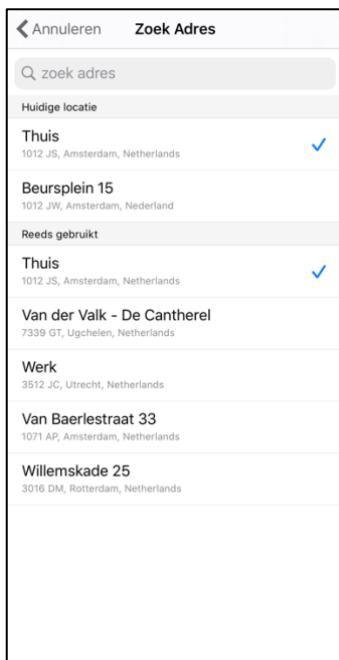 Annuleren Zoek Adres
zoek adres
Huidige locatie
Thuis
1012 JS, Amsterdam, Netherlands
Beursplein 15
1012 JW, Amsterdam, Nederland
Reeds gebruikt
Thuis
1012 JS, Amsterdam, Netherlands
Van der Valk - De Cantherel
7339 GT, Ugchelen, Netherlands
Werk
3512 JC, Utrecht, Netherlands
Van Baerlestraat 33
1071 AP, Amsterdam, Netherlands
Willemskade 25
3016 DM, Rotterdam, Netherlands